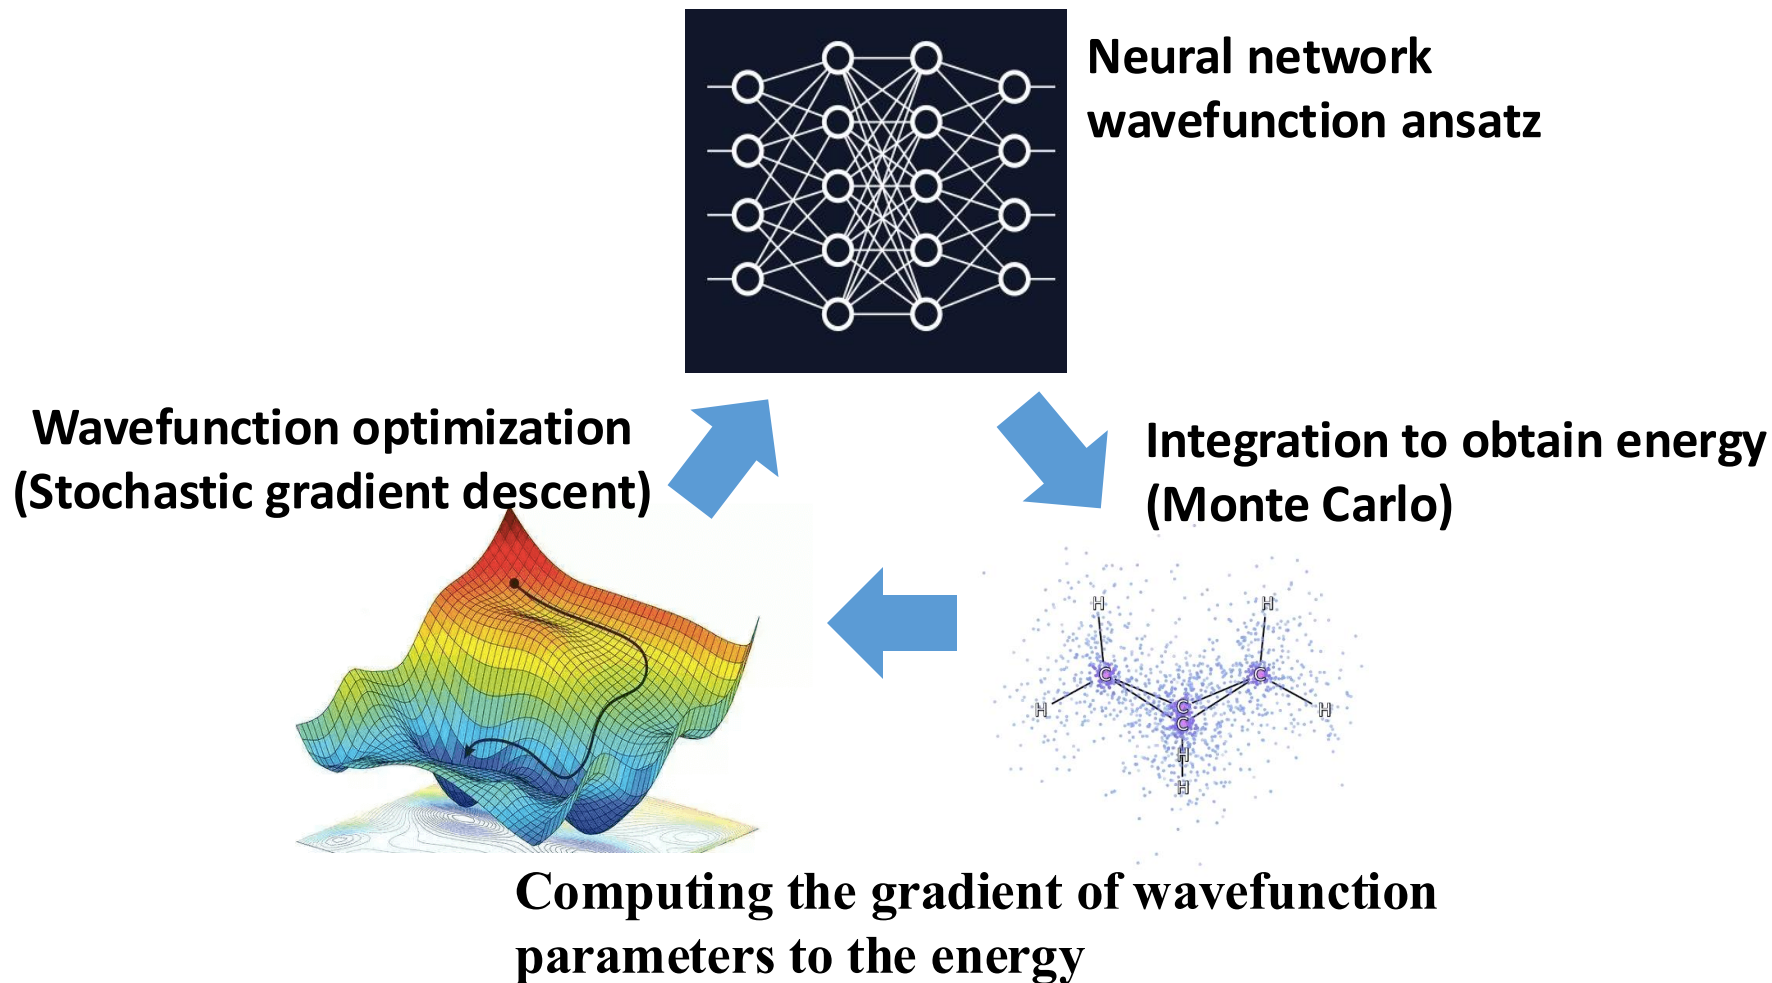 Neural network
wavefunction ansatz
Wavefunction optimization
(Stochastic gradient descent)
Integration to obtain energy
(Monte Carlo)
H
H
C
C
H
C
C
H
H
H
Computing the gradient of wavefunction
parameters to the energy